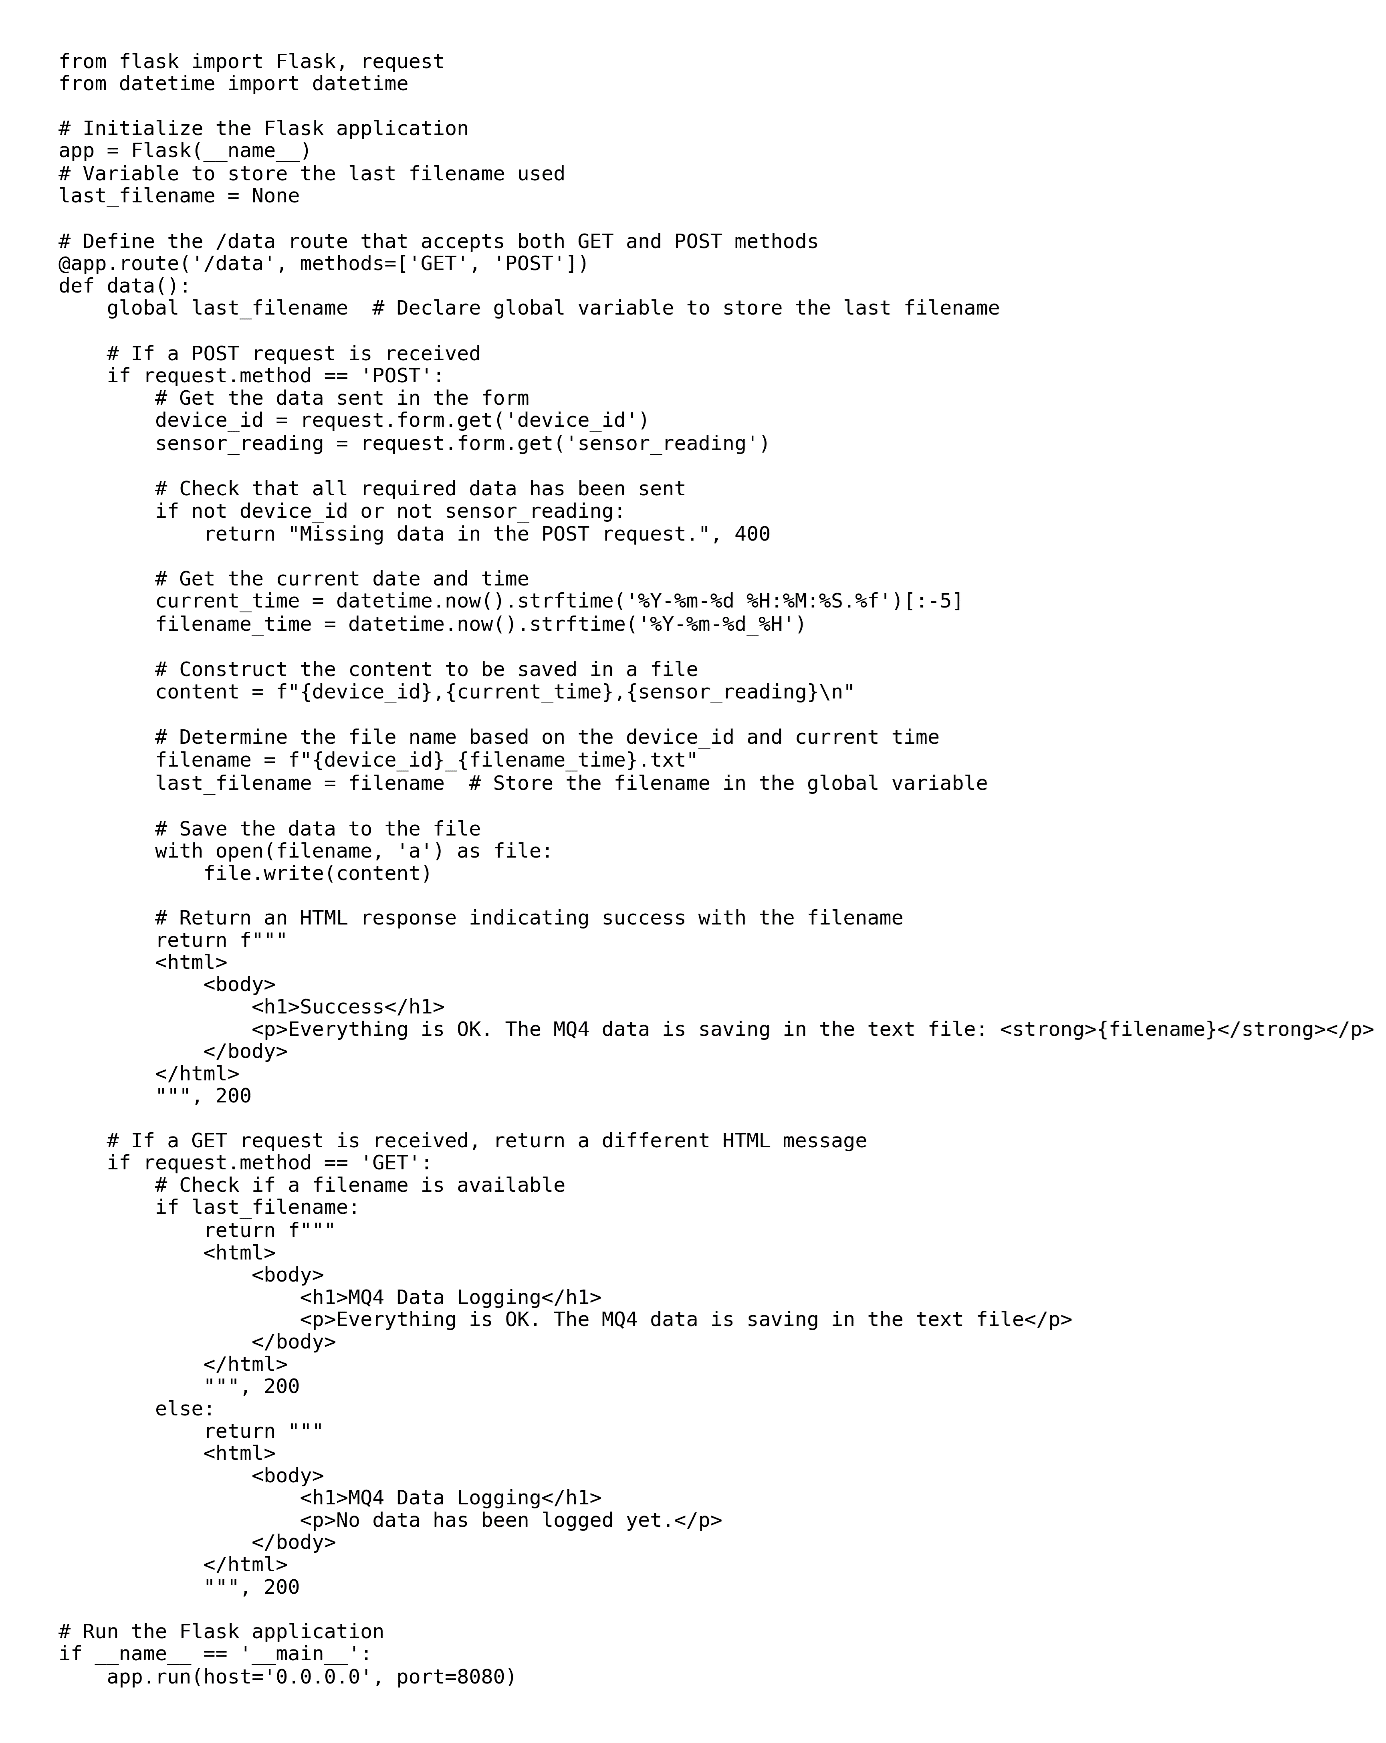 from flask import Flask, request
from datetime import datetime

# Initialize the Flask application
app = Flask(__name__)
# Variable to store the last filename used
last_filename = None

# Define the /data route that accepts both GET and POST methods
@app.route('/data', methods=['GET', 'POST'])
def data():
    global last_filename  # Declare global variable to store the last filename

    # If a POST request is received
    if request.method == 'POST':
        # Get the data sent in the form
        device_id = request.form.get('device_id')
        sensor_reading = request.form.get('sensor_reading')

        # Check that all required data has been sent
        if not device_id or not sensor_reading:
            return "Missing data in the POST request.", 400

        # Get the current date and time
        current_time = datetime.now().strftime('%Y-%m-%d %H:%M:%S.%f')[:-5]
        filename_time = datetime.now().strftime('%Y-%m-%d_%H')

        # Construct the content to be saved in a file
        content = f"{device_id},{current_time},{sensor_reading}\n"

        # Determine the file name based on the device_id and current time
        filename = f"{device_id}_{filename_time}.txt"
        last_filename = filename  # Store the filename in the global variable

        # Save the data to the file
        with open(filename, 'a') as file:
            file.write(content)

        # Return an HTML response indicating success with the filename
        return f"""
        <html>
            <body>
                <h1>Success</h1>
                <p>Everything is OK. The MQ4 data is saving in the text file: <strong>{filename}</strong></p>
            </body>
        </html>
        """, 200

    # If a GET request is received, return a different HTML message
    if request.method == 'GET':
        # Check if a filename is available
        if last_filename:
            return f"""
            <html>
                <body>
                    <h1>MQ4 Data Logging</h1>
                    <p>Everything is OK. The MQ4 data is saving in the text file</p>
                </body>
            </html>
            """, 200
        else:
            return """
            <html>
                <body>
                    <h1>MQ4 Data Logging</h1>
                    <p>No data has been logged yet.</p>
                </body>
            </html>
            """, 200

# Run the Flask application
if __name__ == '__main__':
    app.run(host='0.0.0.0', port=8080)